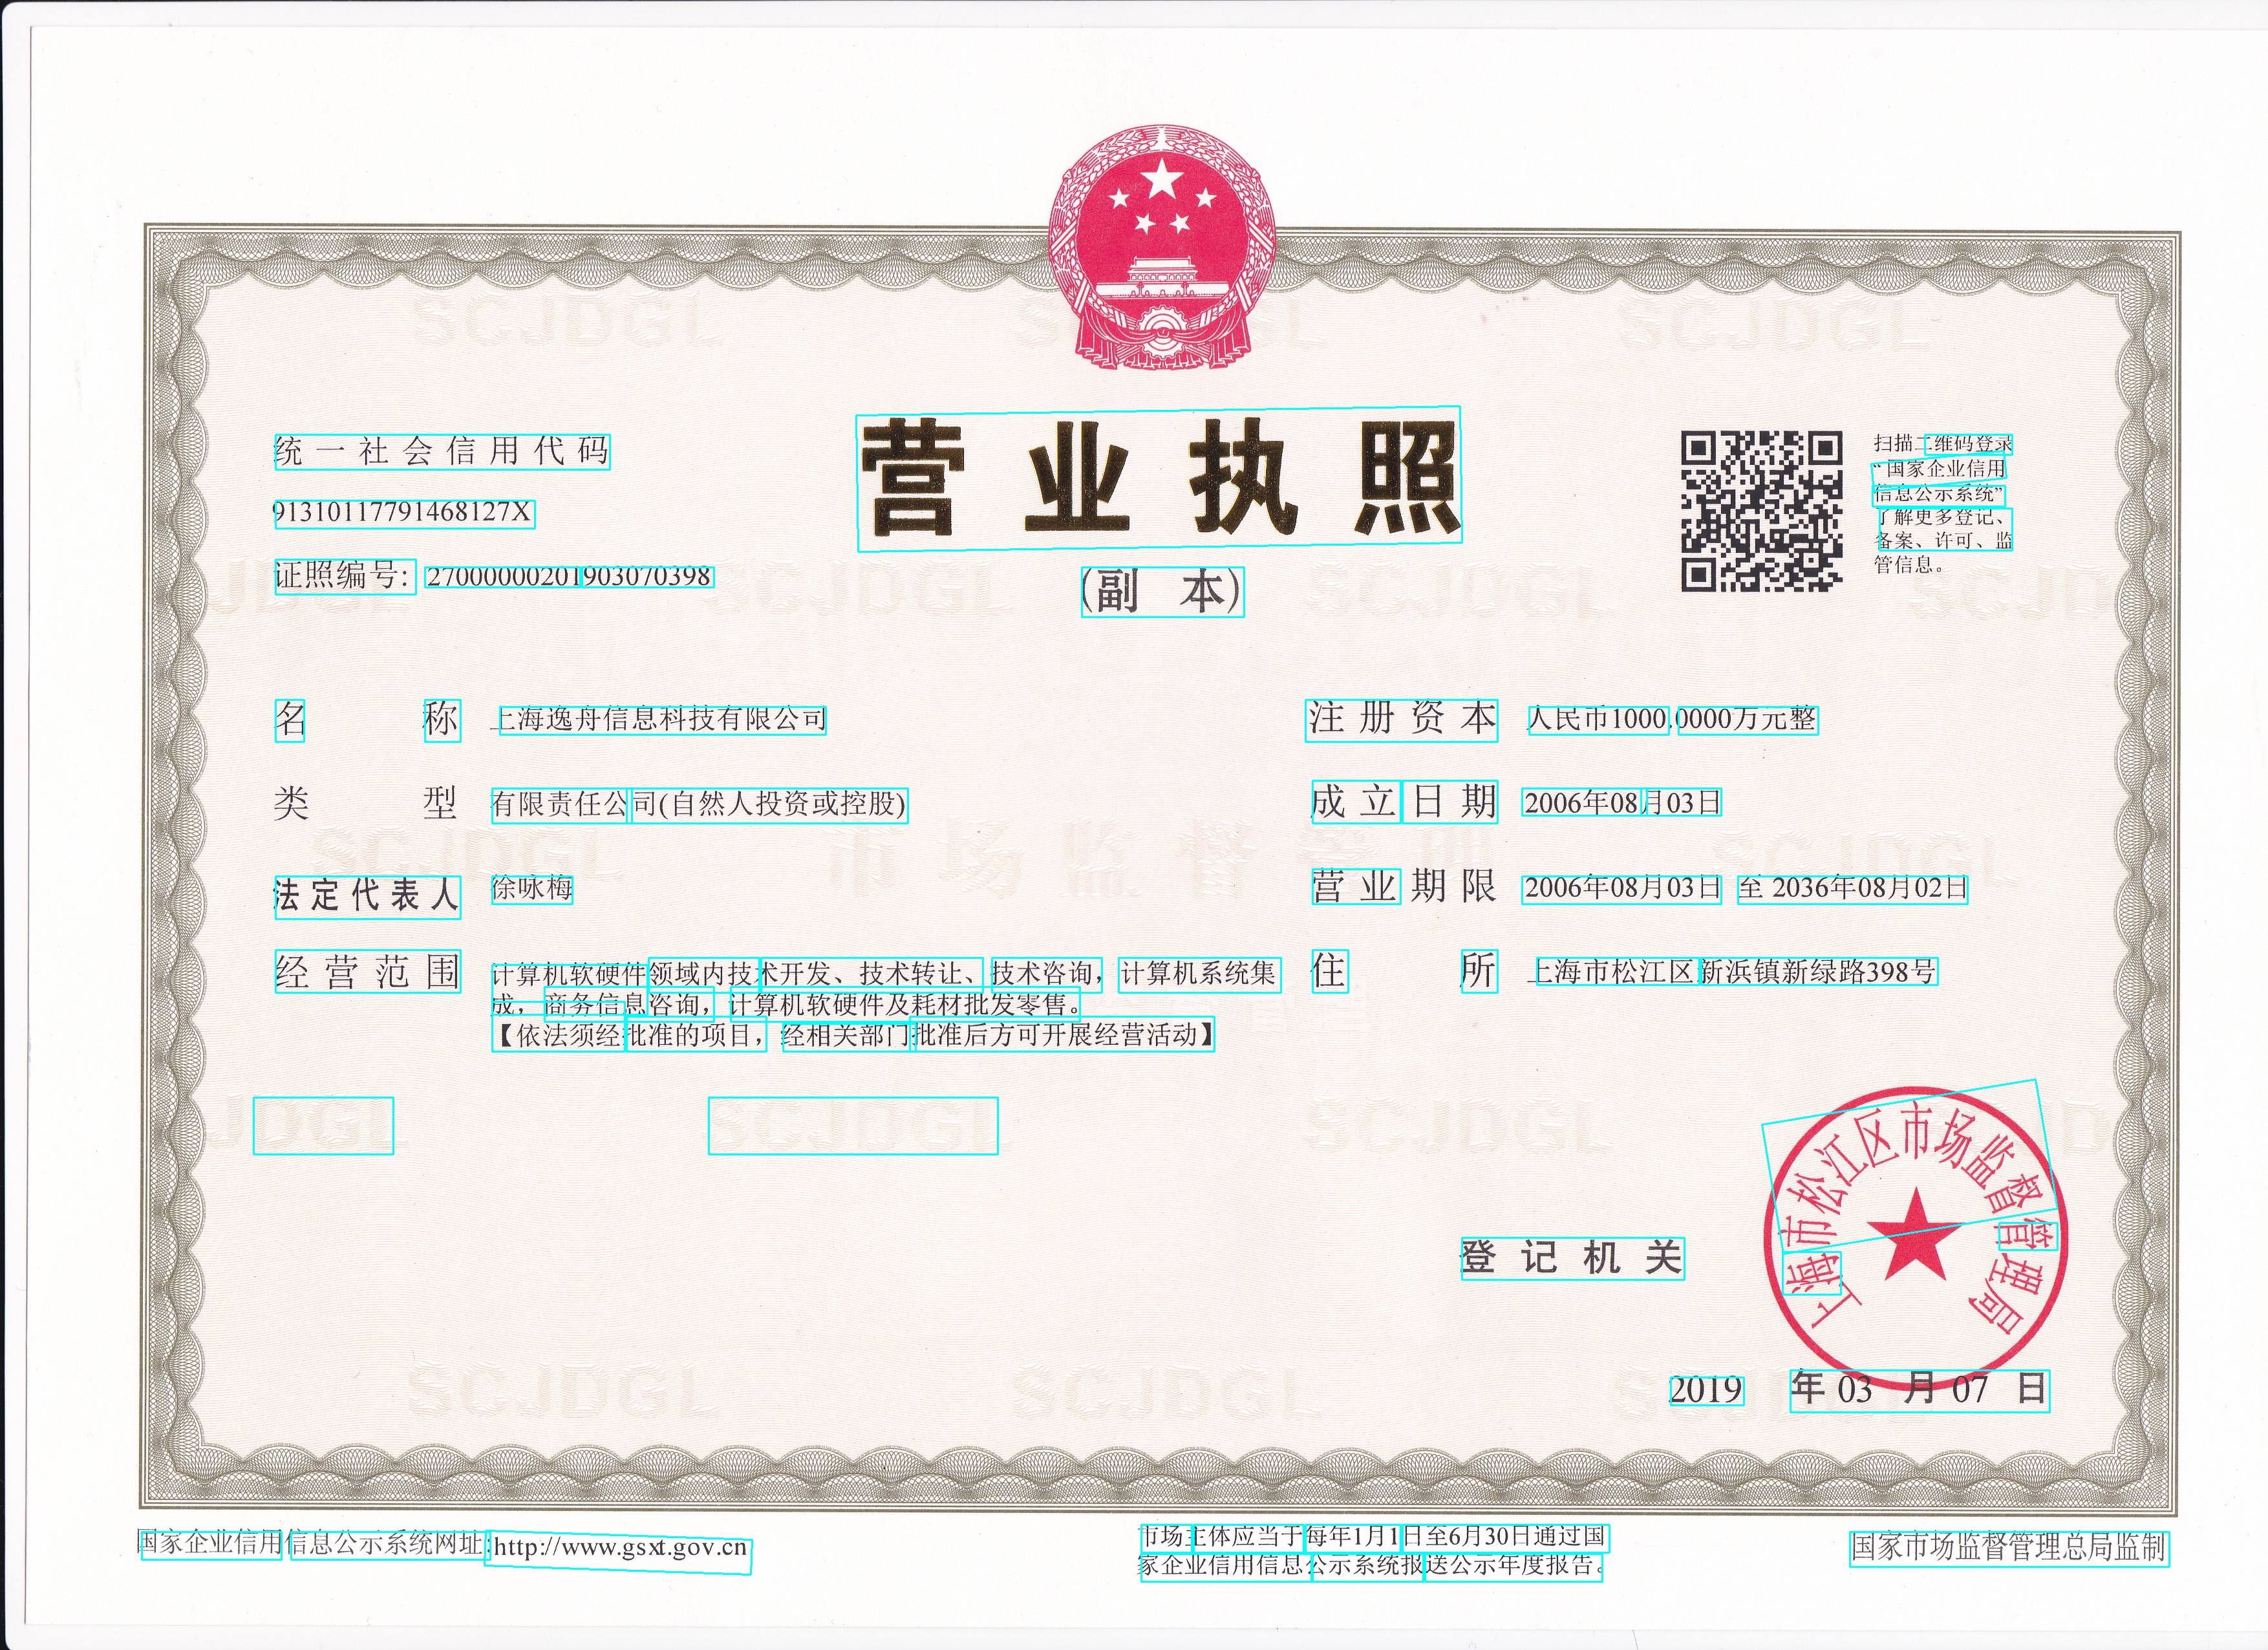 营业执照
(副 本)
统一社会信用代码
91310117791468127X
证照编号: 27000000201903070398
扫描二维码登录
“国家企业信用
信息公示系统”
了解更多登记、
备案、许可、监
管信息。
名 称 上海逸舟信息科技有限公司
类 型 有限责任公司(自然人投资或控股)
法定代表人 徐咏梅
经营范围 计算机软硬件领域内技术开发、技术转让、技术咨询，计算机系统集
成，商务信息咨询，计算机软硬件及耗材批发零售。
【依法须经批准的项目，经相关部门批准后方可开展经营活动】
注册资本 人民币1000.0000万元整
成立日期 2006年08月03日
营业期限 2006年08月03日 至 2036年08月02日
住 所 上海市松江区新浜镇新绿路398号
登记机关
上海市松江区市场监督管理局
2019 年 03 月 07 日
国家企业信用信息公示系统网址:http://www.gsxt.gov.cn
市场主体应当于每年1月1日至6月30日通过国
家企业信用信息公示系统报送公示年度报告。
国家市场监督管理总局监制
SCJDGL
市场监督管理